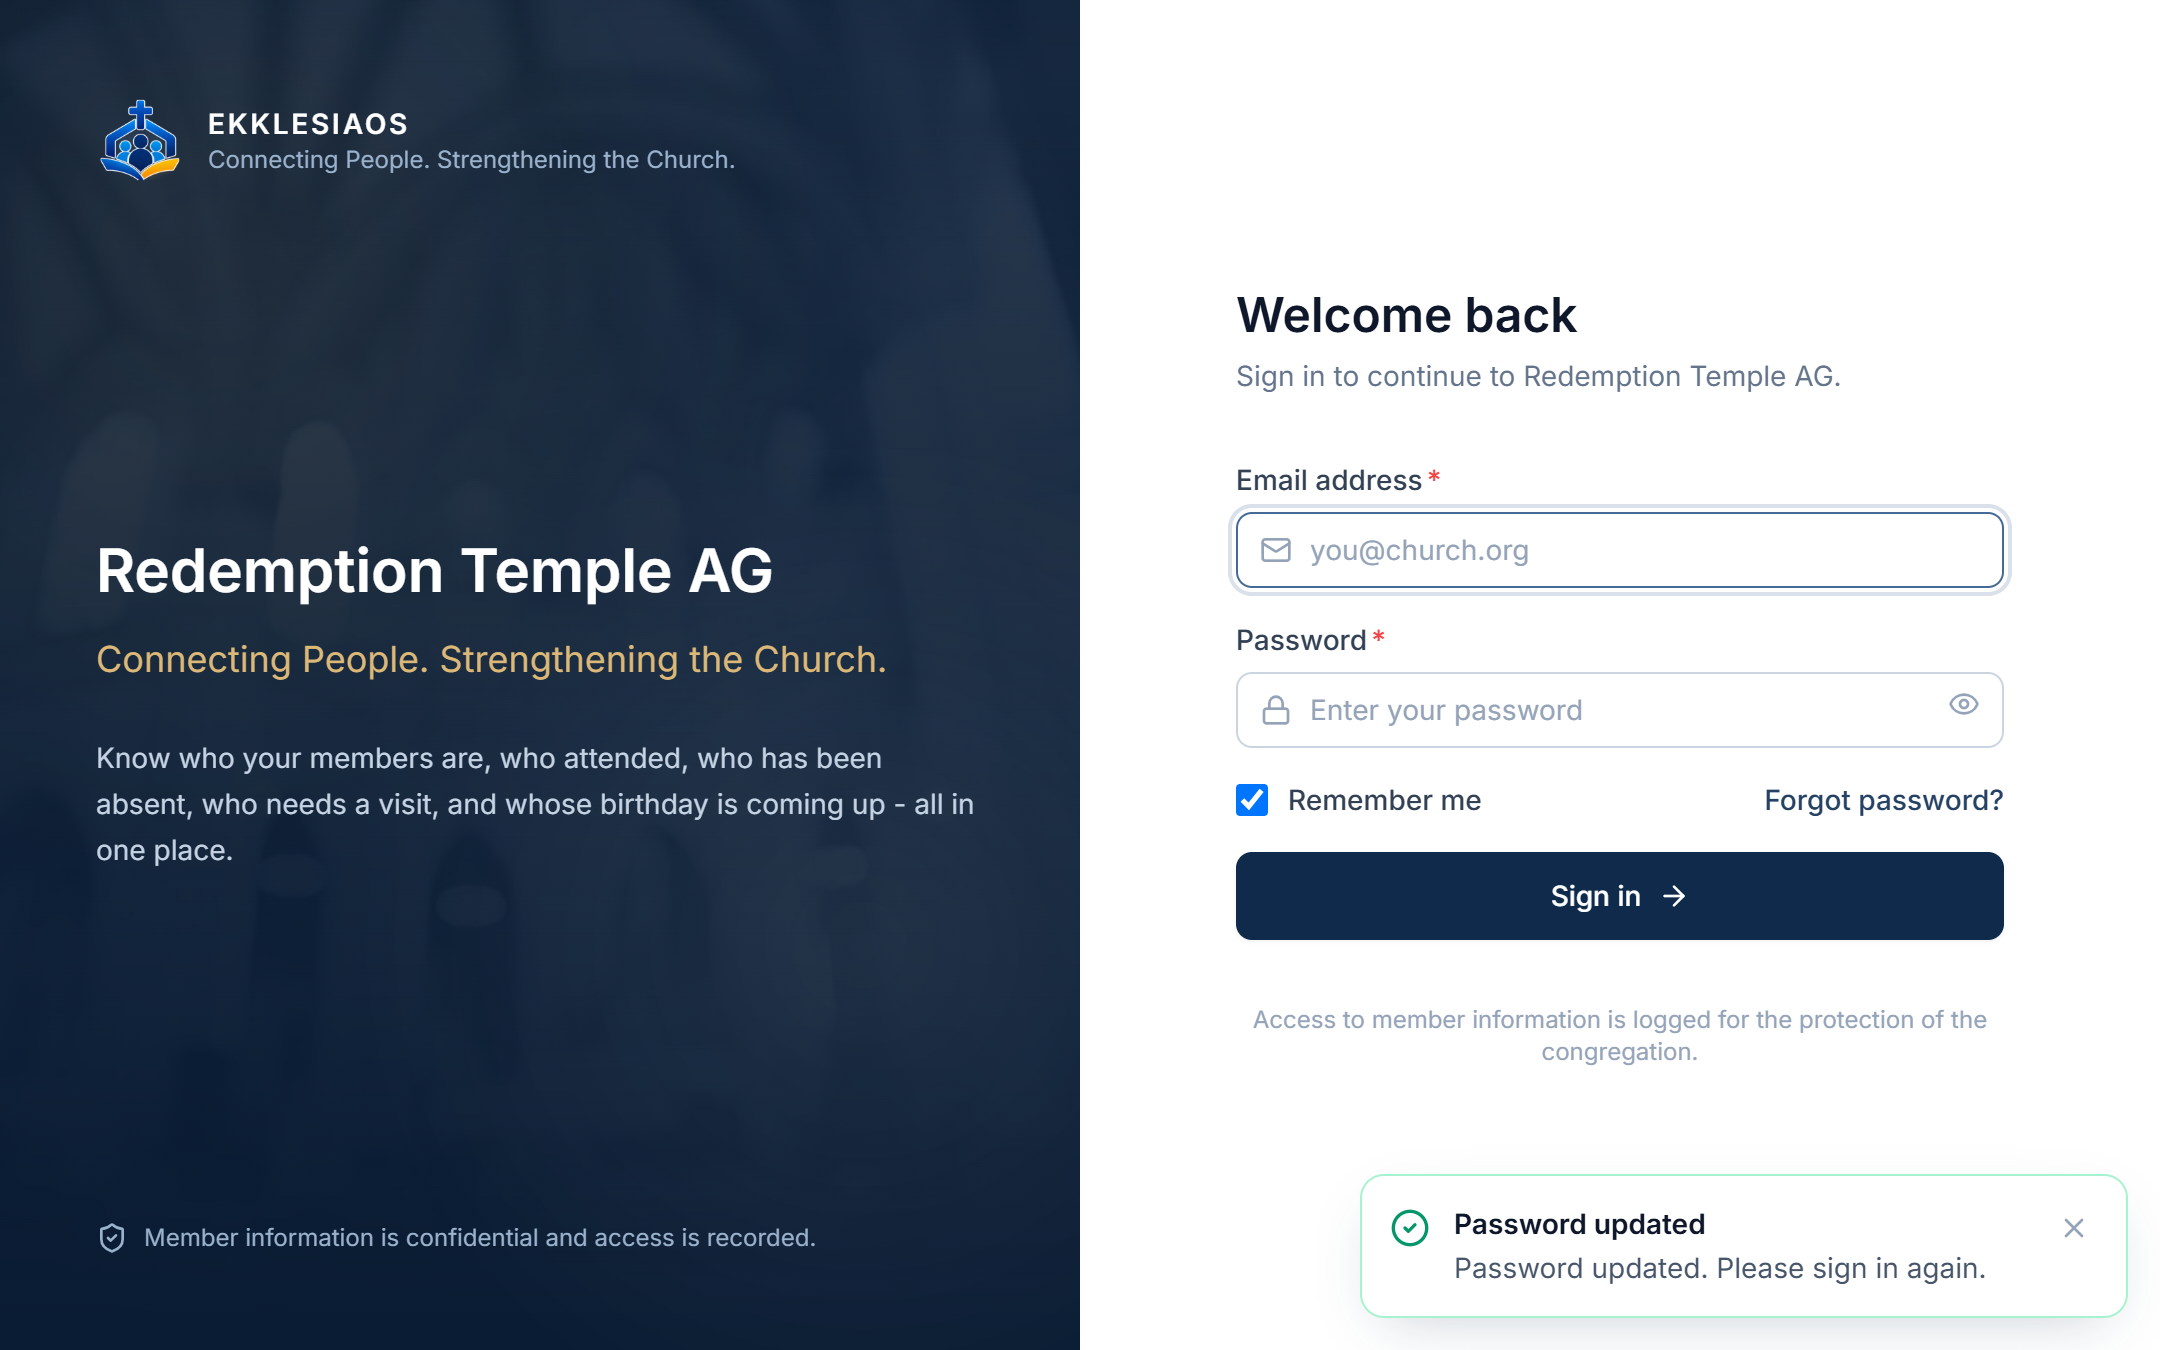 EKKLESIAOS
Connecting People. Strengthening the Church.
Redemption Temple AG
Connecting People. Strengthening the Church.
Know who your members are, who attended, who has been
absent, who needs a visit, and whose birthday is coming up - all in
one place.
Member information is confidential and access is recorded.
Welcome back
Sign in to continue to Redemption Temple AG.
Email address *
you@church.org
Password *
Enter your password
Remember me
Forgot password?
Sign in →
Access to member information is logged for the protection of the
congregation.
Password updated
Password updated. Please sign in again.